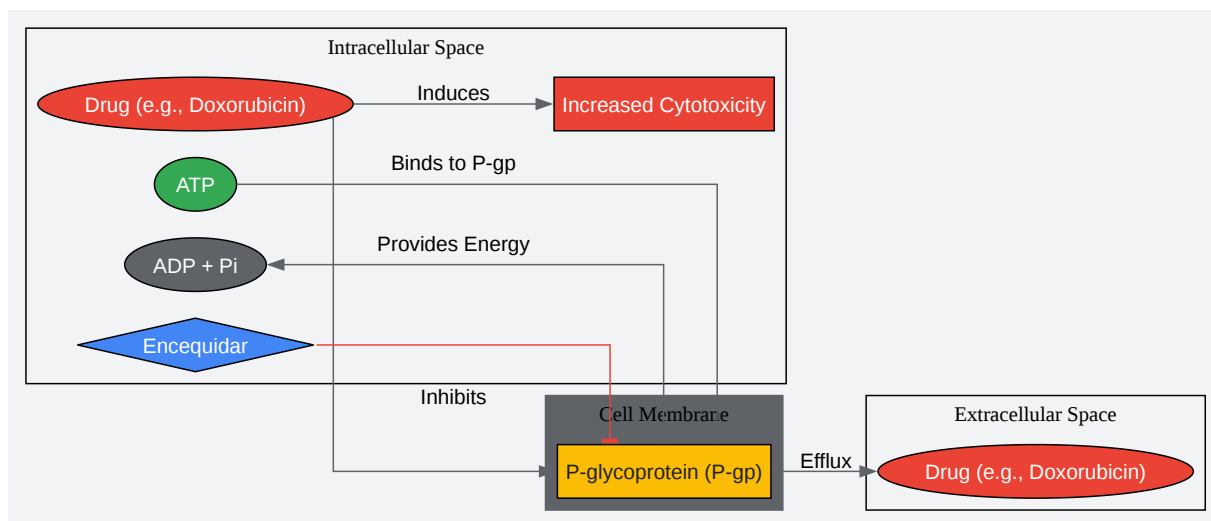 Intracellular Space
Drug (e.g., Doxorubicin)
Induces
Increased Cytotoxicity
Binds to P-gp
ATP
Provides Energy
ADP + Pi
Encequidar
Inhibits
Cell Membrane
P-glycoprotein (P-gp)
Efflux
Extracellular Space
Drug (e.g., Doxorubicin)